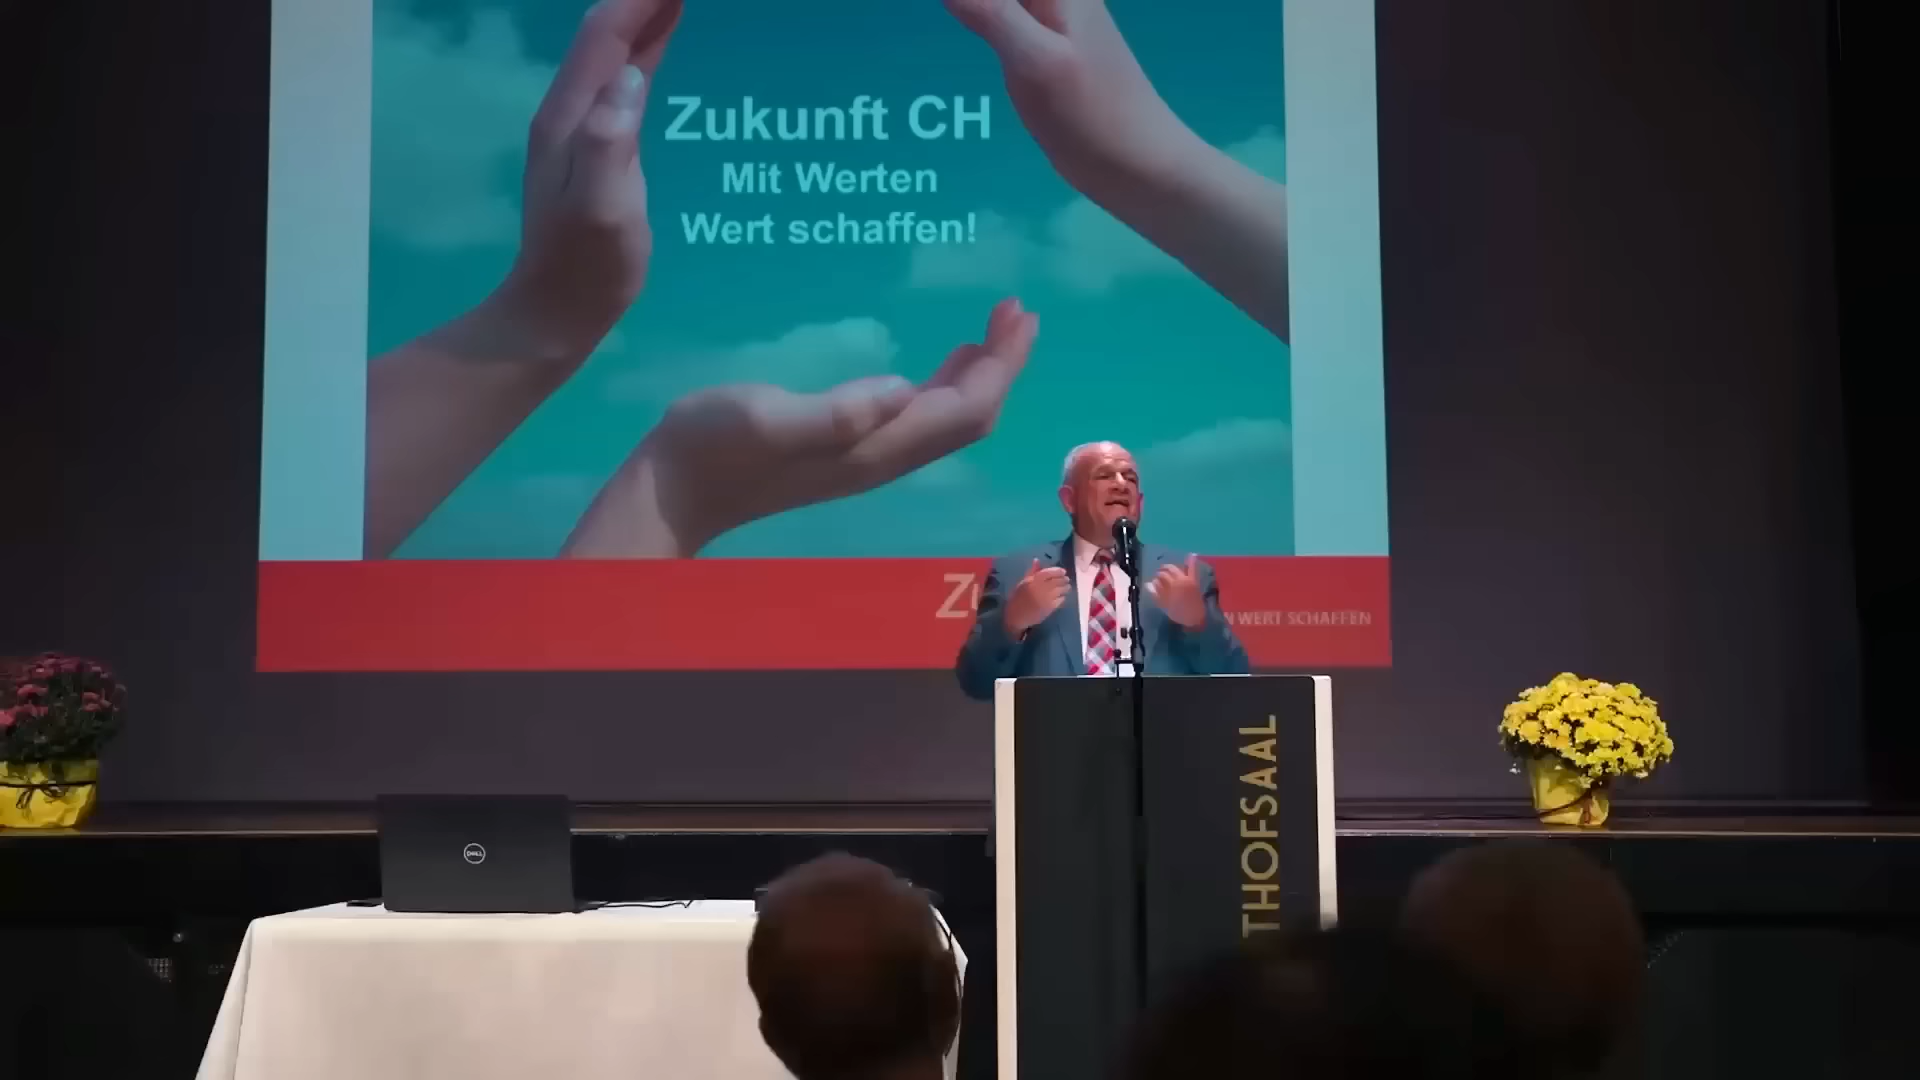 Zukunft CH
Mit Werten
Wert schaffen!
WERT SCHAFFEN
THOFSAAL
DELL